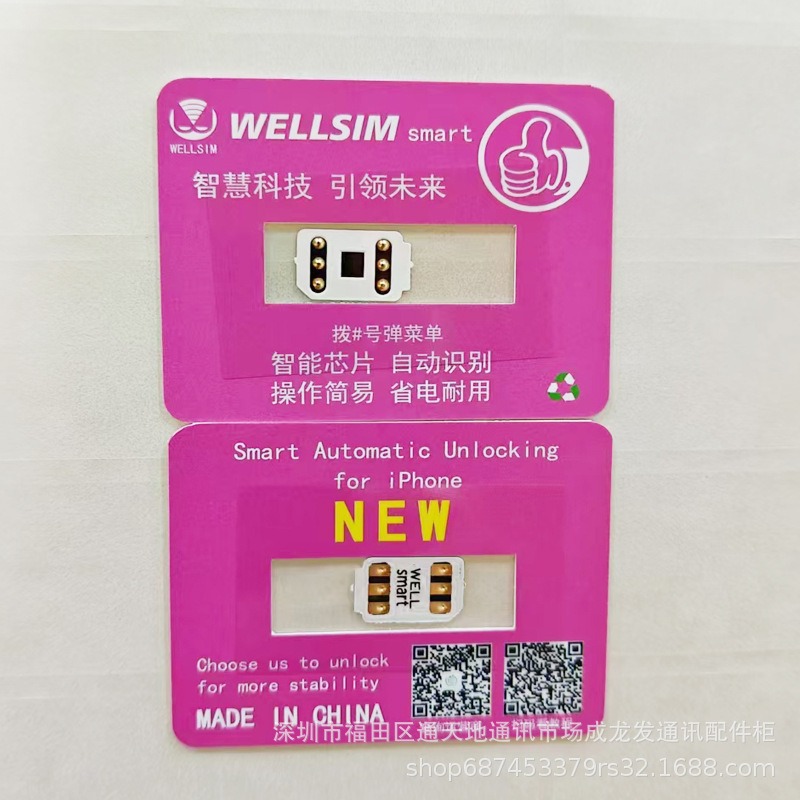 WELLSIM smart
WELLSIM
智慧科技 引领未来
拨#号弹菜单
智能芯片 自动识别
操作简易 省电耐用
Smart Automatic Unlocking
for iPhone
NEW
WELL
smart
Choose us to unlock
for more stability
MADE IN CHINA
深圳市福田区通天地通讯市场成龙发通讯配件柜
shop687453379rs32.1688.com